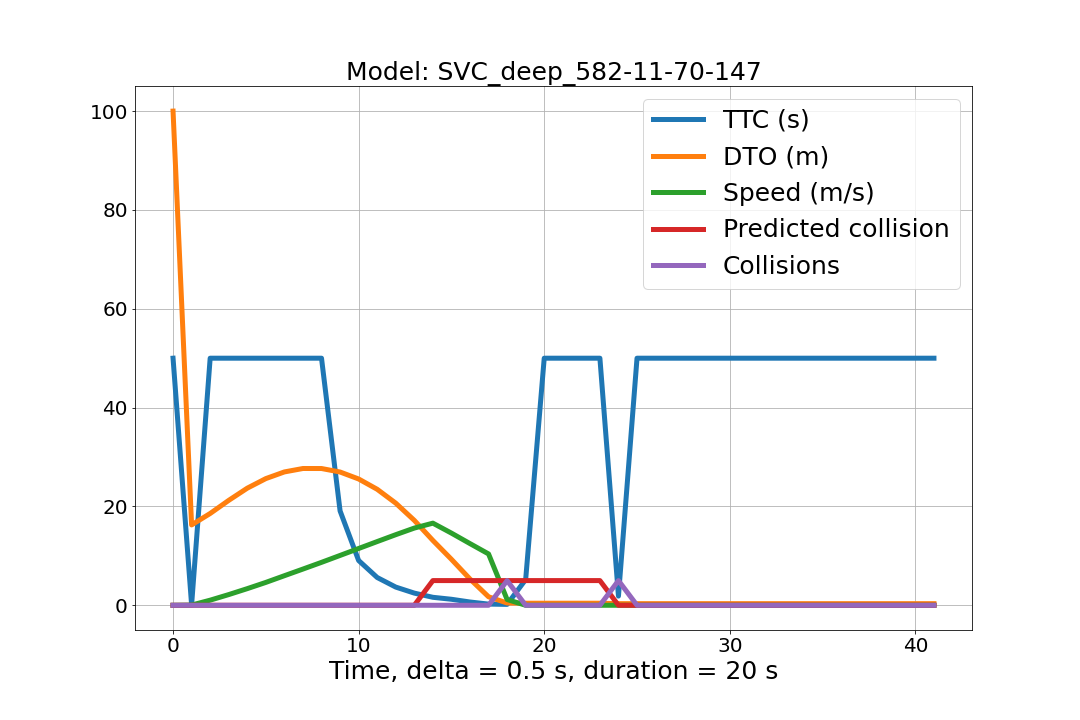 Model: SVC_deep_582-11-70-147
100
80
60
40
20
0
TTC (s)
DTO (m)
Speed (m/s)
Predicted collision
Collisions
0 10 20 30 40
Time, delta = 0.5 s, duration = 20 s